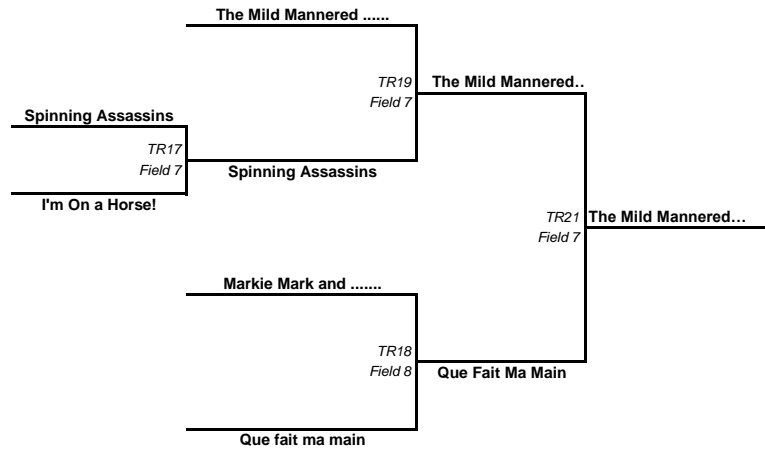 The Mild Mannered ......
TR19
Field 7
The Mild Mannered..
Spinning Assassins
TR17
Field 7
Spinning Assassins
I'm On a Horse!
TR21
Field 7
The Mild Mannered...
Markie Mark and .......
TR18
Field 8
Que Fait Ma Main
Que fait ma main